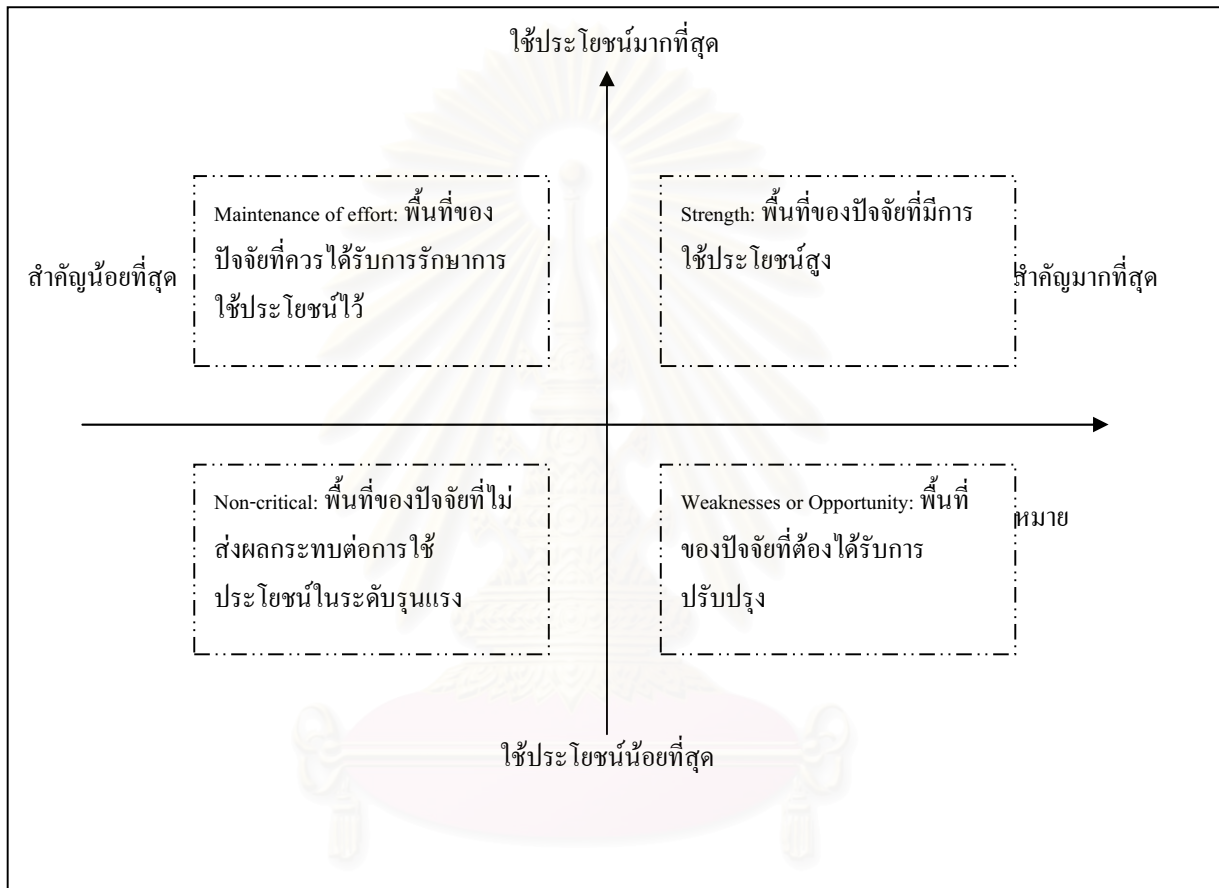 ใช้ประโยชน์มากที่สุด
Maintenance of effort: พื้นที่ของ
ปัจจัยที่ควรได้รับการรักษาการ
ใช้ประโยชน์ไว้
Strength: พื้นที่ของปัจจัยที่มีการ
ใช้ประโยชน์สูง
สำคัญน้อยที่สุด
สำคัญมากที่สุด
Non-critical: พื้นที่ของปัจจัยที่ไม่
ส่งผลกระทบต่อการใช้
ประโยชน์ในระดับรุนแรง
Weaknesses or Opportunity: พื้นที่
ของปัจจัยที่ต้องได้รับการ
ปรับปรุง
หมาย
ใช้ประโยชน์น้อยที่สุด